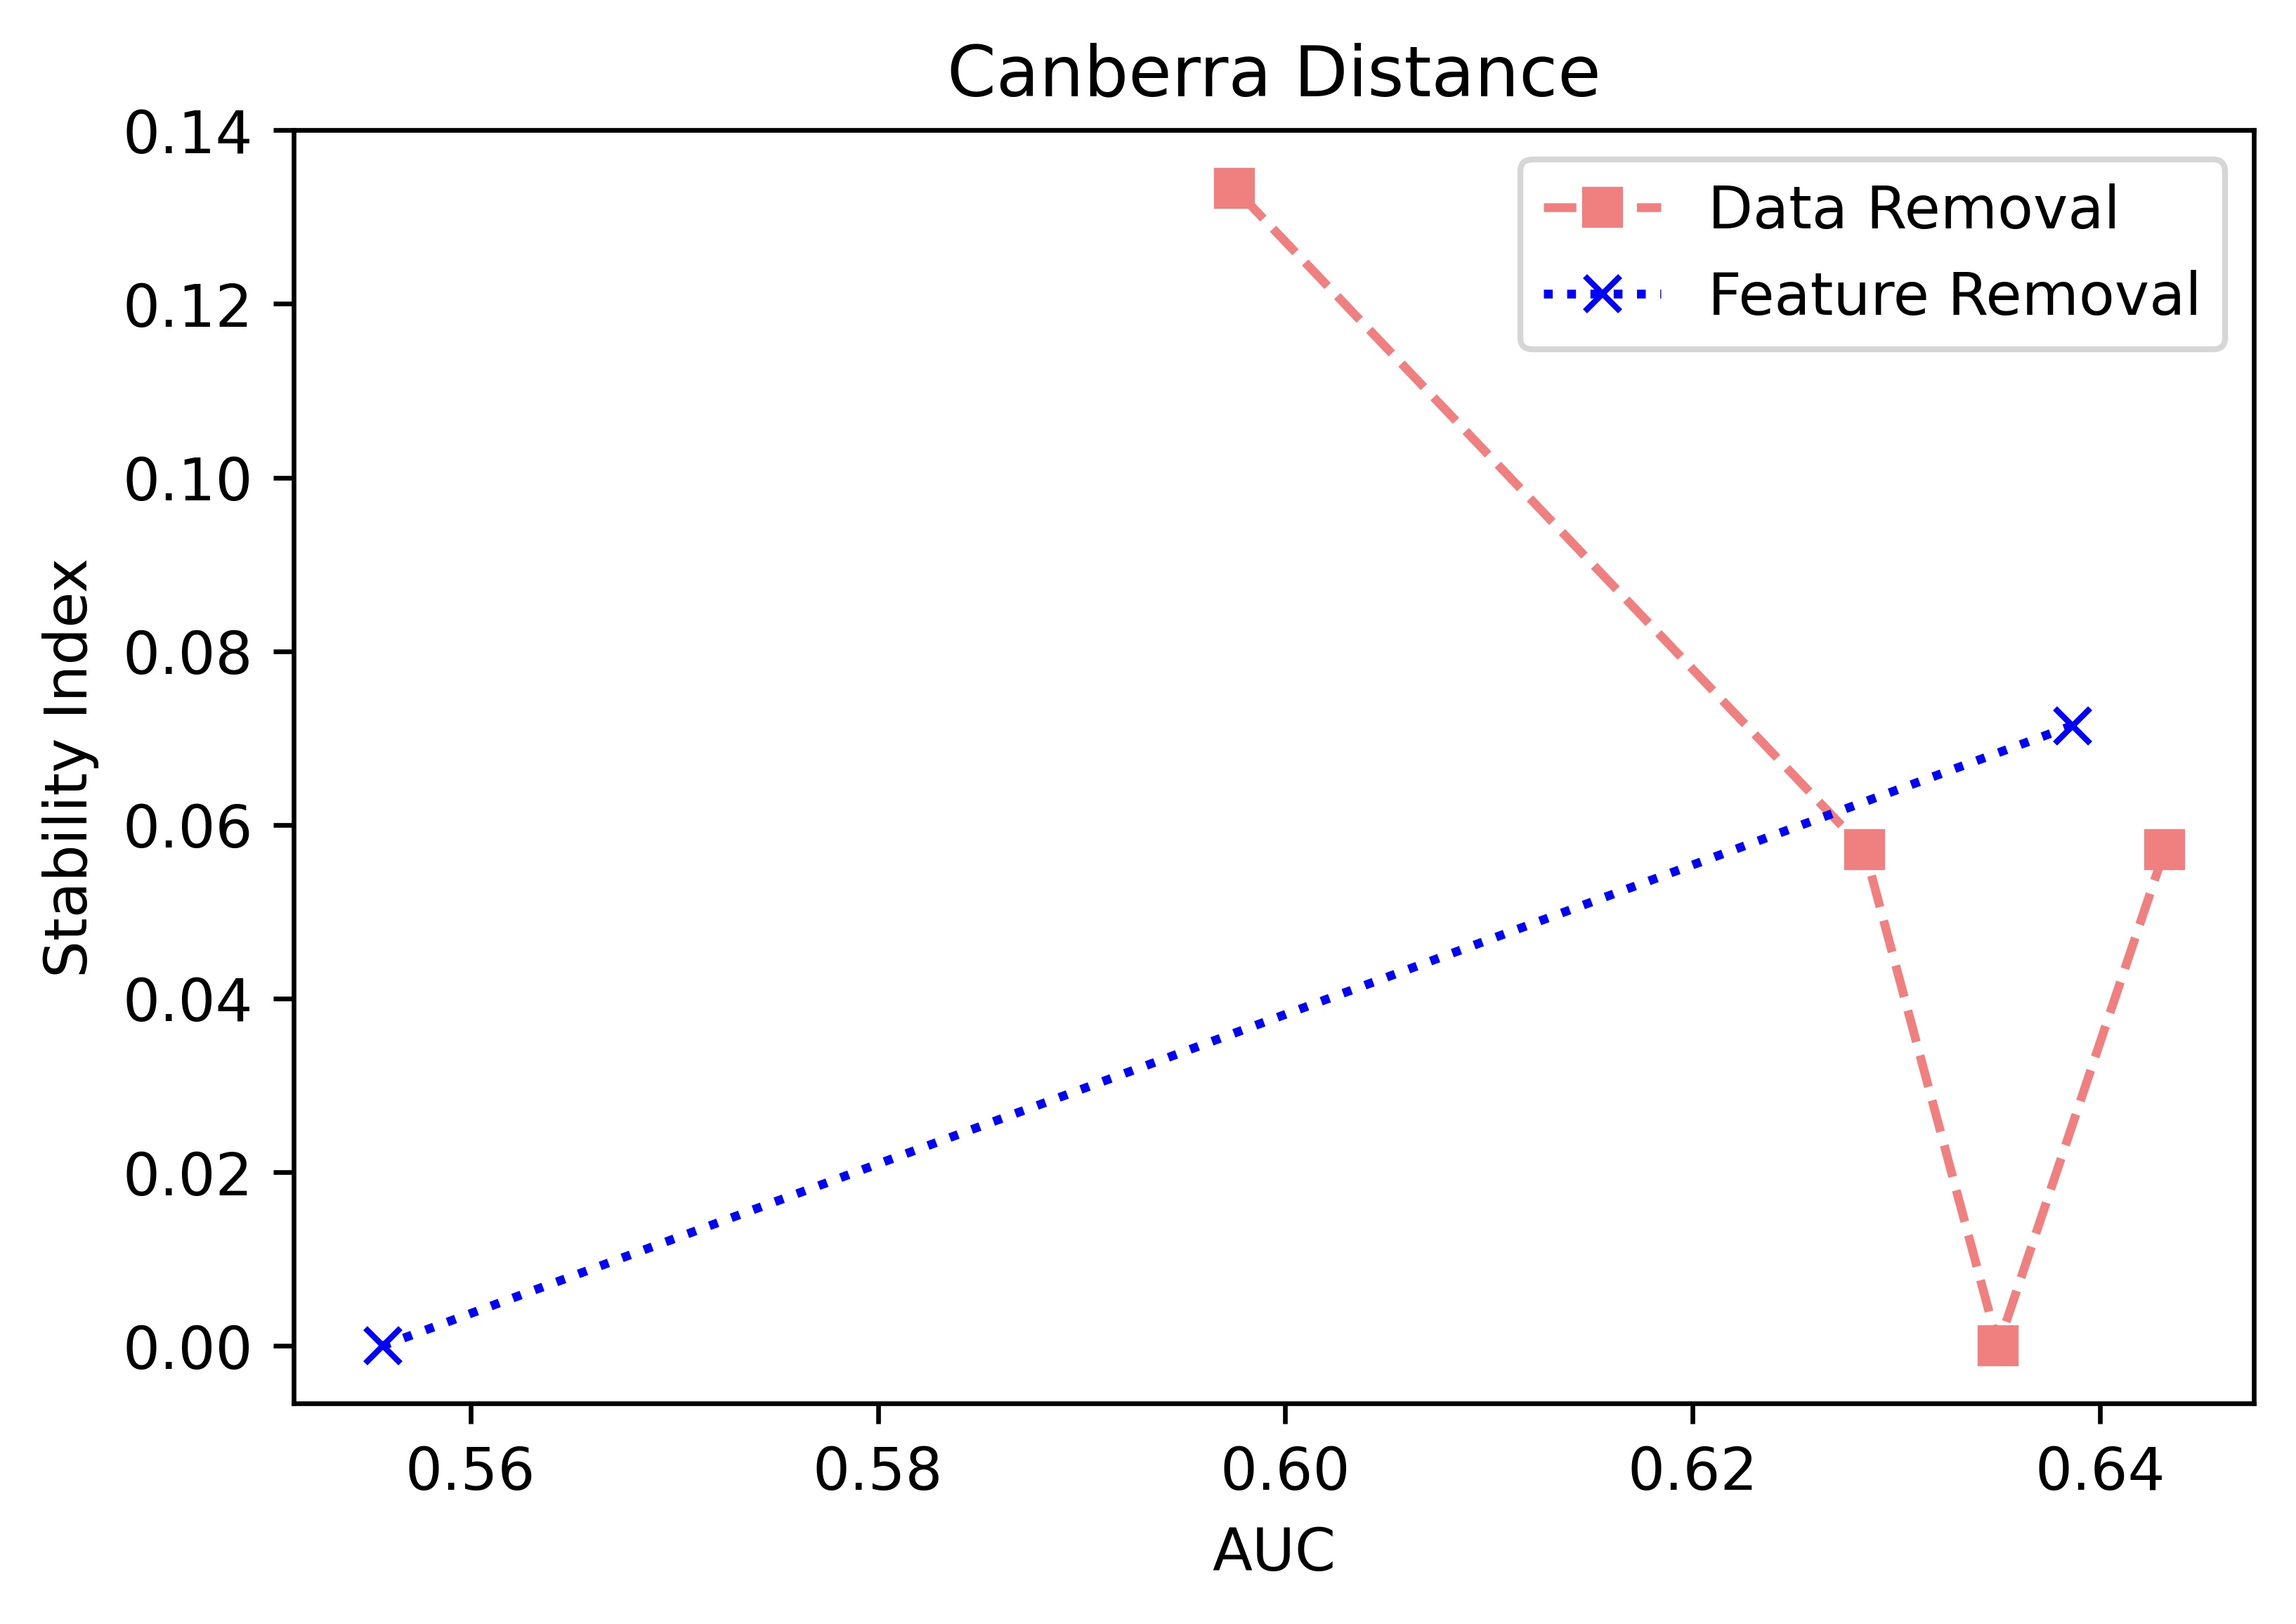 Canberra Distance
0.14
0.12
0.10
0.08
0.06
0.04
0.02
0.00
Stability Index
Data Removal
Feature Removal
0.56 0.58 0.60 0.62 0.64
AUC